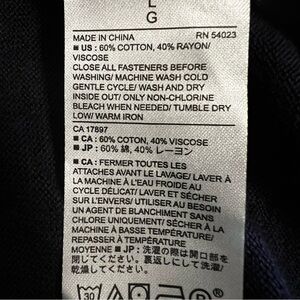 L
G
MADE IN CHINA RN 54023
■ US : 60% COTTON, 40% RAYON/
VISCOSE
CLOSE ALL FASTENERS BEFORE
WASHING/ MACHINE WASH COLD
GENTLE CYCLE/ WASH AND DRY
INSIDE OUT/ ONLY NON-CHLORINE
BLEACH WHEN NEEDED/ TUMBLE DRY
LOW/ WARM IRON
CA 17897
■ CA : 60% COTTON, 40% VISCOSE
■ JP : 60% 綿, 40% レーヨン
■ CA : FERMER TOUTES LES
ATTACHES AVANT LE LAVAGE/ LAVER À
LA MACHINE À L'EAU FROIDE AU
CYCLE DÉLICAT/ LAVER ET SÉCHER
SUR L'ENVERS/ UTILISER AU BESOIN
UN AGENT DE BLANCHIMENT SANS
CHLORE UNIQUEMENT/ SÉCHER À LA
MACHINE À BASSE TEMPÉRATURE/
REPASSER À TEMPÉRATURE
MOYENNE ■ JP : 洗濯の際は開口部を
閉じてください。裏返しにして洗濯/
乾燥してください。
30